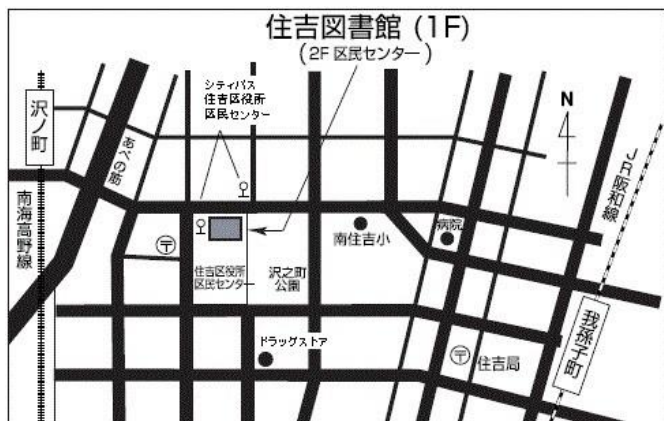 住吉図書館 (1F)
(2F 区民センター)
シティバス
住吉区役所
区民センター
N
沢ノ町
あべの筋
JR阪和線
南海高野線
〒
南住吉小
病院
住吉区役所
区民センター
沢之町
公園
我孫子町
ドラッグストア
〒
住吉局